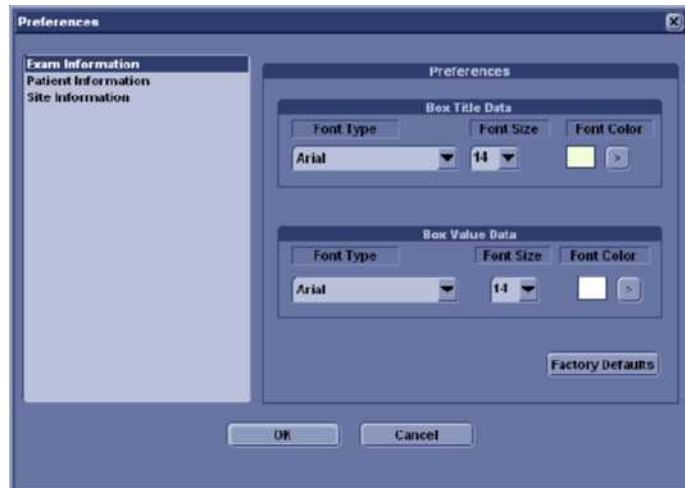 Preferences
Exam Information
Patient Information
Site Information
Preferences
Box Title Data
Font Type Font Size Font Color
Arial 14 >
Box Value Data
Font Type Font Size Font Color
Arial 14 >
Factory Defaults
OK Cancel